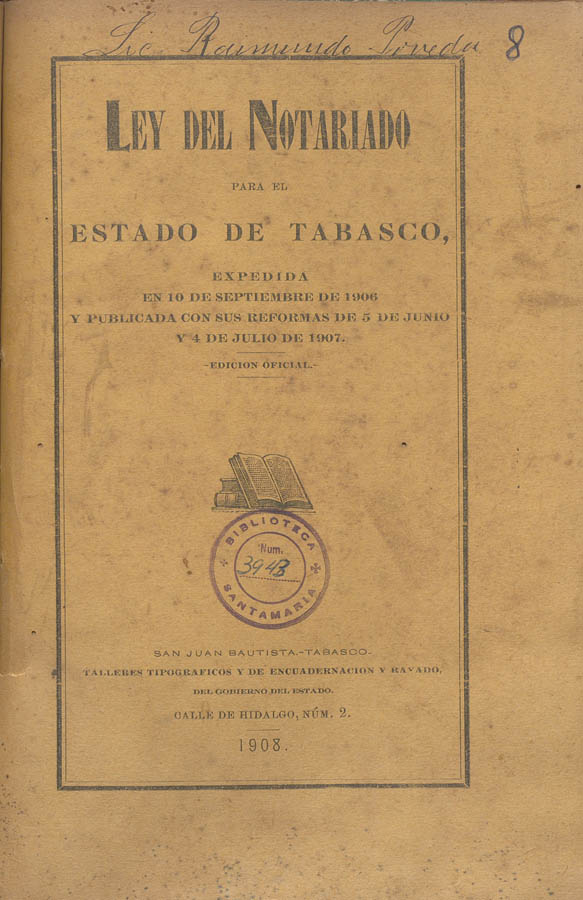 Lic Raimundo Poveda 8
LEY DEL NOTARIADO
PARA EL
ESTADO DE TABASCO,
EXPEDIDA
EN 10 DE SEPTIEMBRE DE 1906
Y PUBLICADA CON SUS REFORMAS DE 5 DE JUNIO
Y 4 DE JULIO DE 1907.
-EDICION OFICIAL.-
BIBLIOTECA
Num.
3943
SANTAMARIA
SAN JUAN BAUTISTA.-TABASCO.
TALLERES TIPOGRAFICOS Y DE ENCUADERNACION Y RAYADO,
DEL GOBIERNO DEL ESTADO.
CALLE DE HIDALGO, NÚM. 2.
1908.